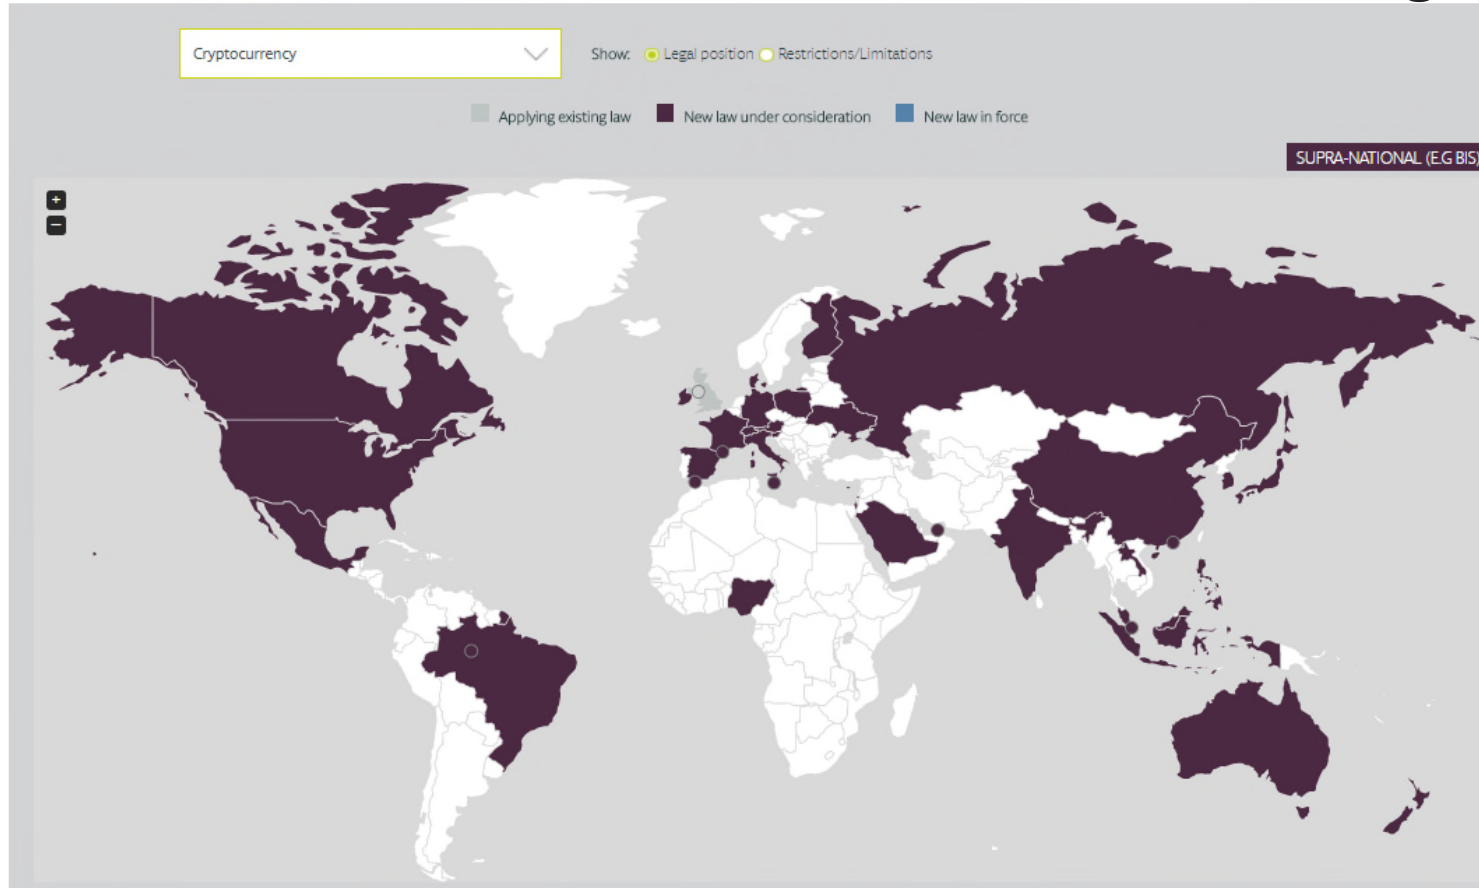 Cryptocurrency
Show: Legal position Restrictions/Limitations
Applying existing law New law under consideration New law in force
SUPRA-NATIONAL (E.G BIS)
+
−